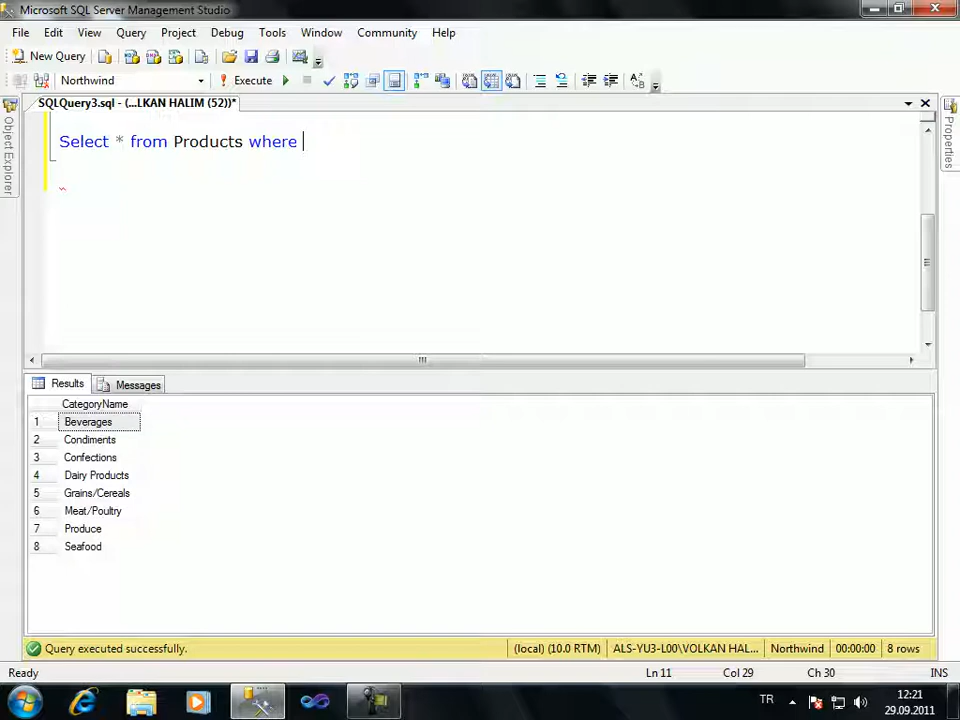 Microsoft SQL Server Management Studio
File Edit View Query Project Debug Tools Window Community Help
New Query
Northwind Execute
SQLQuery3.sql - (...LKAN HALIM (52))*
Object Explorer
Properties
Select * from Products where
Results Messages
CategoryName
1 Beverages
2 Condiments
3 Confections
4 Dairy Products
5 Grains/Cereals
6 Meat/Poultry
7 Produce
8 Seafood
Query executed successfully. (local) (10.0 RTM) ALS-YU3-L00\VOLKAN HAL... Northwind 00:00:00 8 rows
Ready Ln 11 Col 29 Ch 30 INS
TR 12:21
29.09.2011